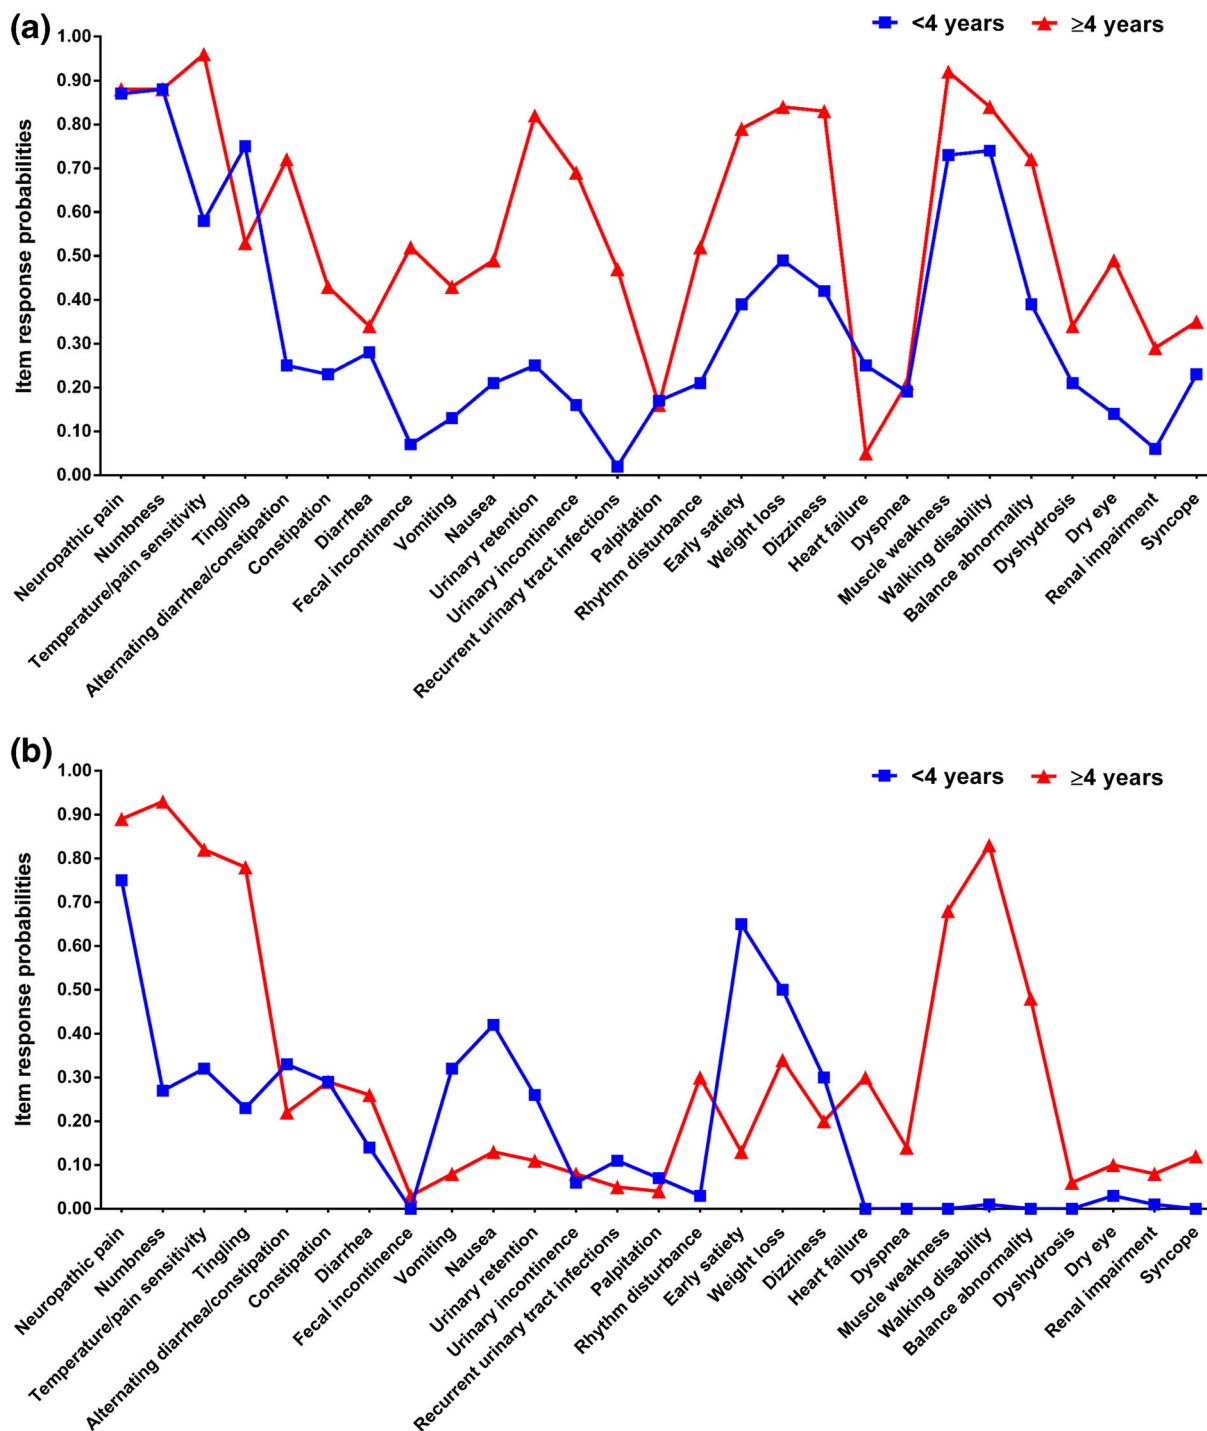 (a)
<4 years
≥4 years
Item response probabilities
1.00
0.90
0.80
0.70
0.60
0.50
0.40
0.30
0.20
0.10
0.00
Neuropathic pain
Numbness
Temperature/pain sensitivity
Tingling
Alternating diarrhea/constipation
Constipation
Diarrhea
Fecal incontinence
Vomiting
Nausea
Urinary retention
Urinary incontinence
Recurrent urinary tract infections
Palpitation
Rhythm disturbance
Early satiety
Weight loss
Dizziness
Heart failure
Dyspnea
Muscle weakness
Walking disability
Balance abnormality
Dyshydrosis
Dry eye
Renal impairment
Syncope
(b)
<4 years
≥4 years
Item response probabilities
1.00
0.90
0.80
0.70
0.60
0.50
0.40
0.30
0.20
0.10
0.00
Neuropathic pain
Numbness
Temperature/pain sensitivity
Tingling
Alternating diarrhea/constipation
Constipation
Diarrhea
Fecal incontinence
Vomiting
Nausea
Urinary retention
Urinary incontinence
Recurrent urinary tract infections
Palpitation
Rhythm disturbance
Early satiety
Weight loss
Dizziness
Heart failure
Dyspnea
Muscle weakness
Walking disability
Balance abnormality
Dyshydrosis
Dry eye
Renal impairment
Syncope